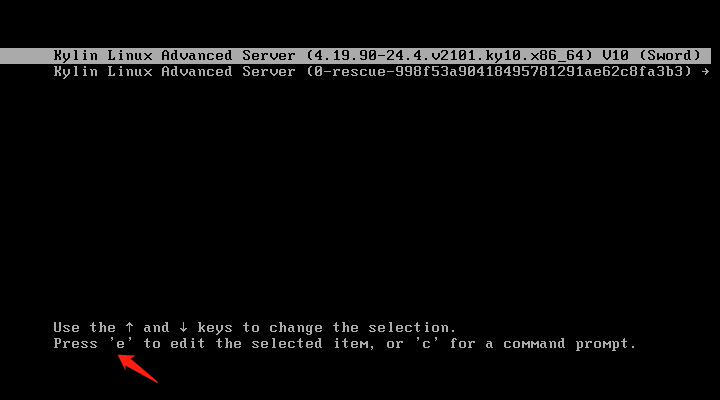 Kylin Linux Advanced Server (4.19.90-24.4.v2101.ky10.x86_64) V10 (Sword)
Kylin Linux Advanced Server (0-rescue-998f53a90418495781291ae62c8fa3b3) →
Use the ↑ and ↓ keys to change the selection.
Press 'e' to edit the selected item, or 'c' for a command prompt.